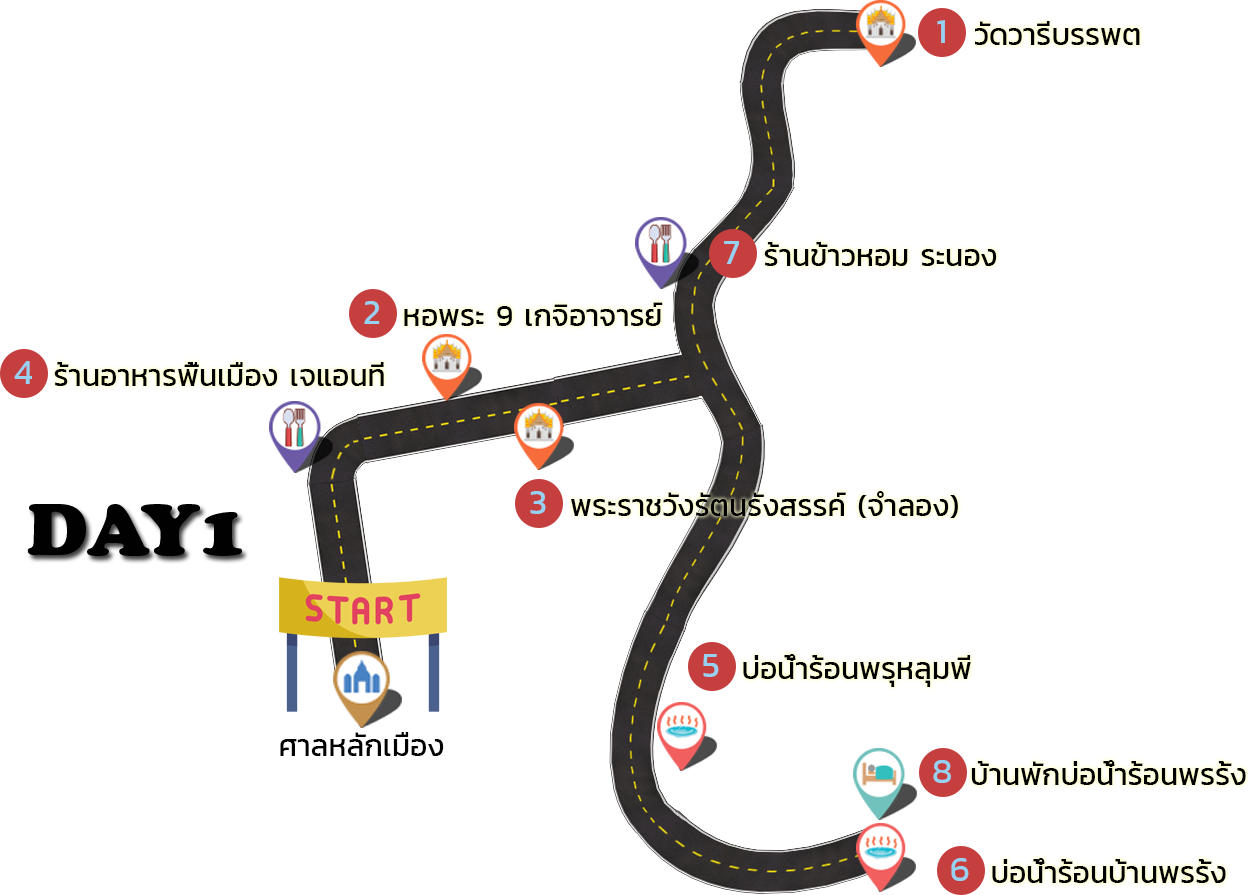 1 วัดวารีบรรพต
7 ร้านข้าวหอม ระนอง
2 หอพระ 9 เกจิอาจารย์
4 ร้านอาหารพื้นเมือง เจแอนที
3 พระราชวังรัตนรังสรรค์ (จำลอง)
DAY1
START
5 บ่อน้ำร้อนพรุหลุมพี
ศาลหลักเมือง
8 บ้านพักบ่อน้ำร้อนพรรั้ง
6 บ่อน้ำร้อนบ้านพรรั้ง